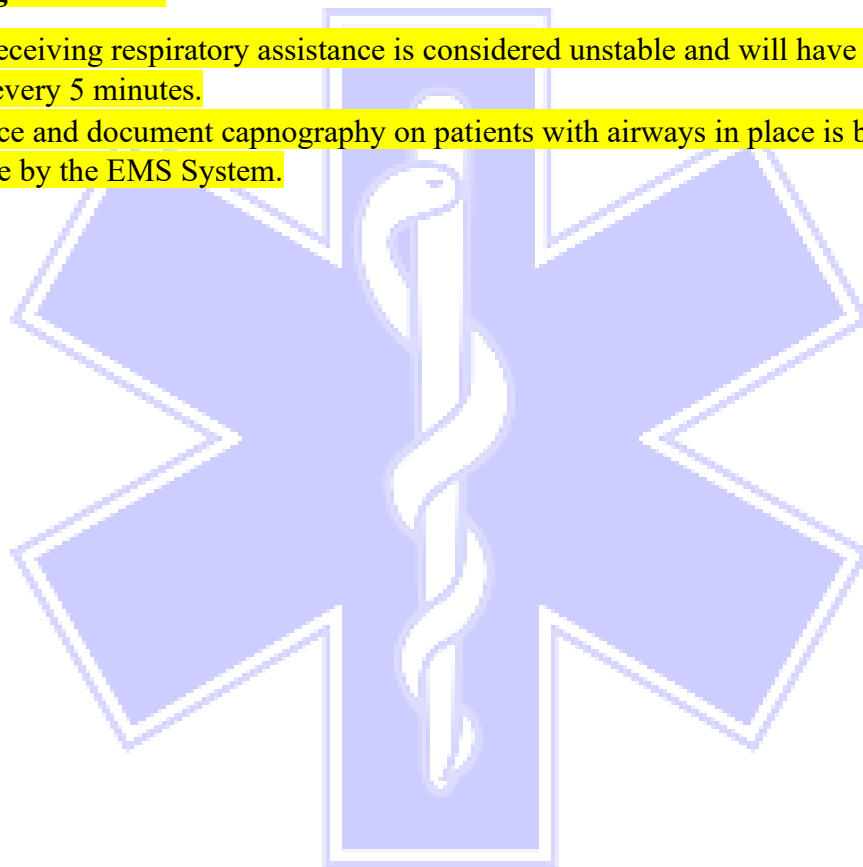 eceiving respiratory assistance is considered unstable and will have
every 5 minutes.
ce and document capnography on patients with airways in place is b
e by the EMS System.